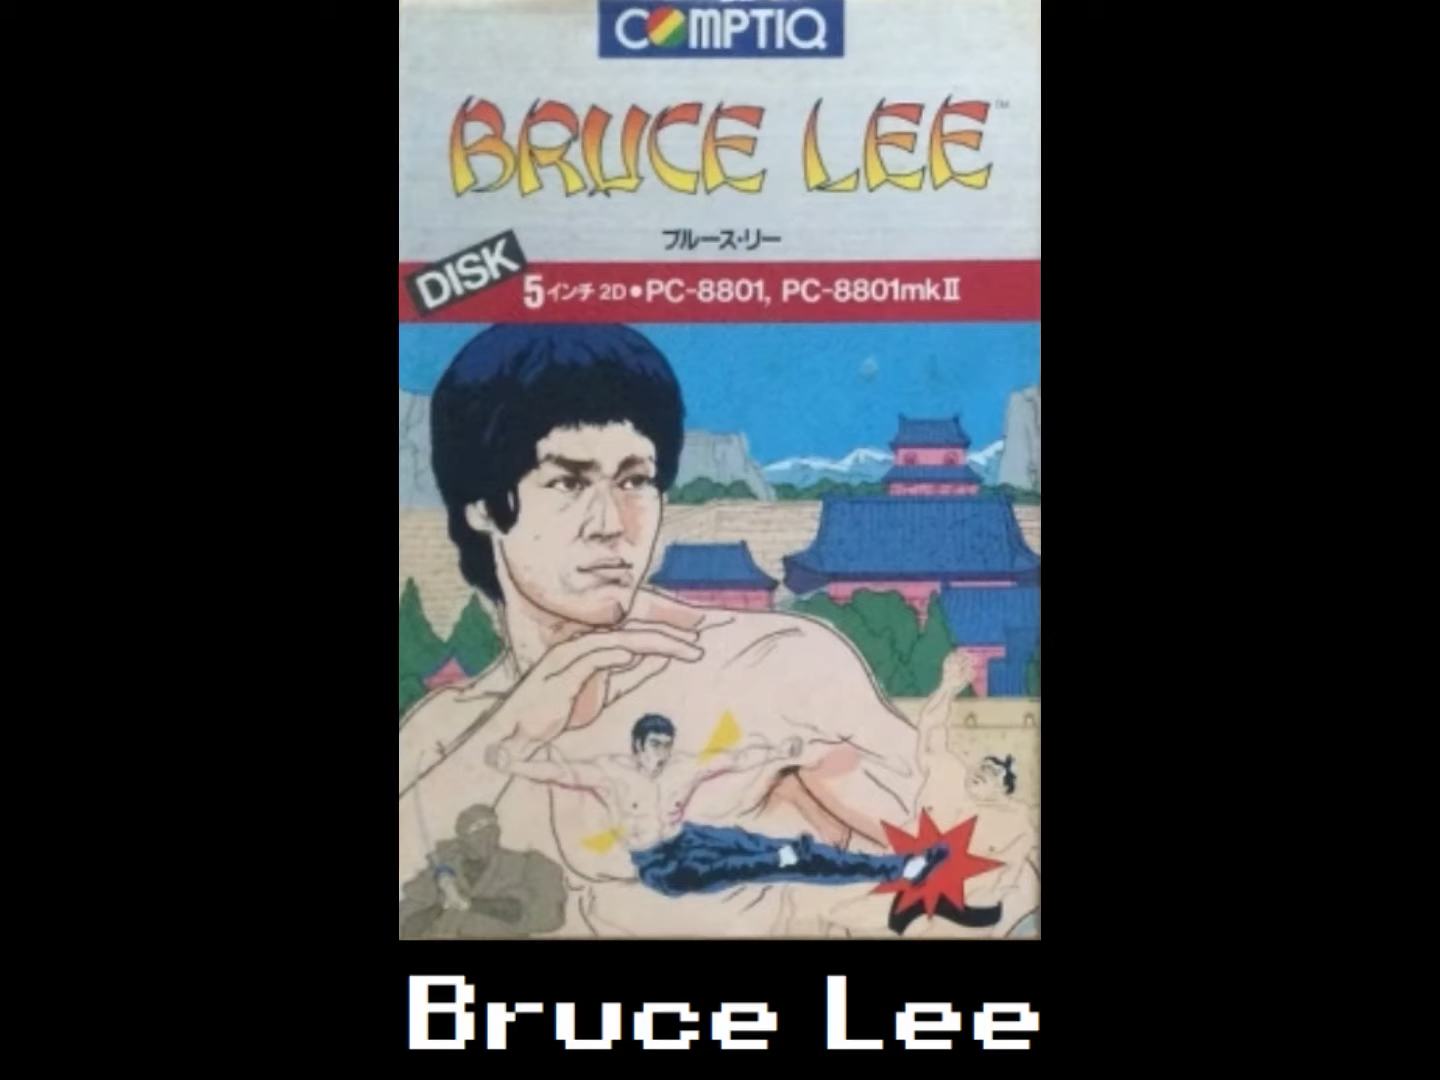 COMPTIQ
BRUCE LEE™
ブルース・リー
DISK
5インチ 2D●PC-8801, PC-8801mkⅡ
Bruce Lee